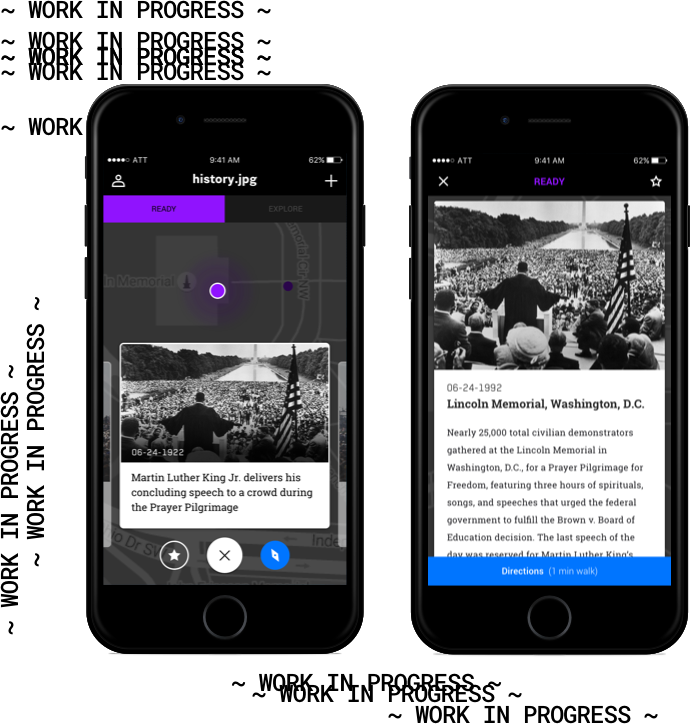 ~ WORK IN PROGRESS ~
~ WORK IN PROGRESS ~
~ WORK IN PROGRESS ~
~ WORK IN PROGRESS ~
~ WORK
~ WORK IN PROGRESS ~
~ WORK IN PROGRESS ~
ATT 9:41 AM 62%
history.jpg
READY EXPLORE
ln Memorial
06-24-1922
Martin Luther King Jr. delivers his
concluding speech to a crowd during
the Prayer Pilgrimage
o Dr SW
Inde
ATT 9:41 AM 62%
READY
06-24-1992
Lincoln Memorial, Washington, D.C.
Nearly 25,000 total civilian demonstrators
gathered at the Lincoln Memorial in
Washington, D.C., for a Prayer Pilgrimage for
Freedom, featuring three hours of spirituals,
songs, and speeches that urged the federal
government to fulfill the Brown v. Board of
Education decision. The last speech of the
day was reserved for Martin Luther King's
Directions (1 min walk)
~ WORK IN PROGRESS ~
~ WORK IN PROGRESS ~
~ WORK IN PROGRESS ~